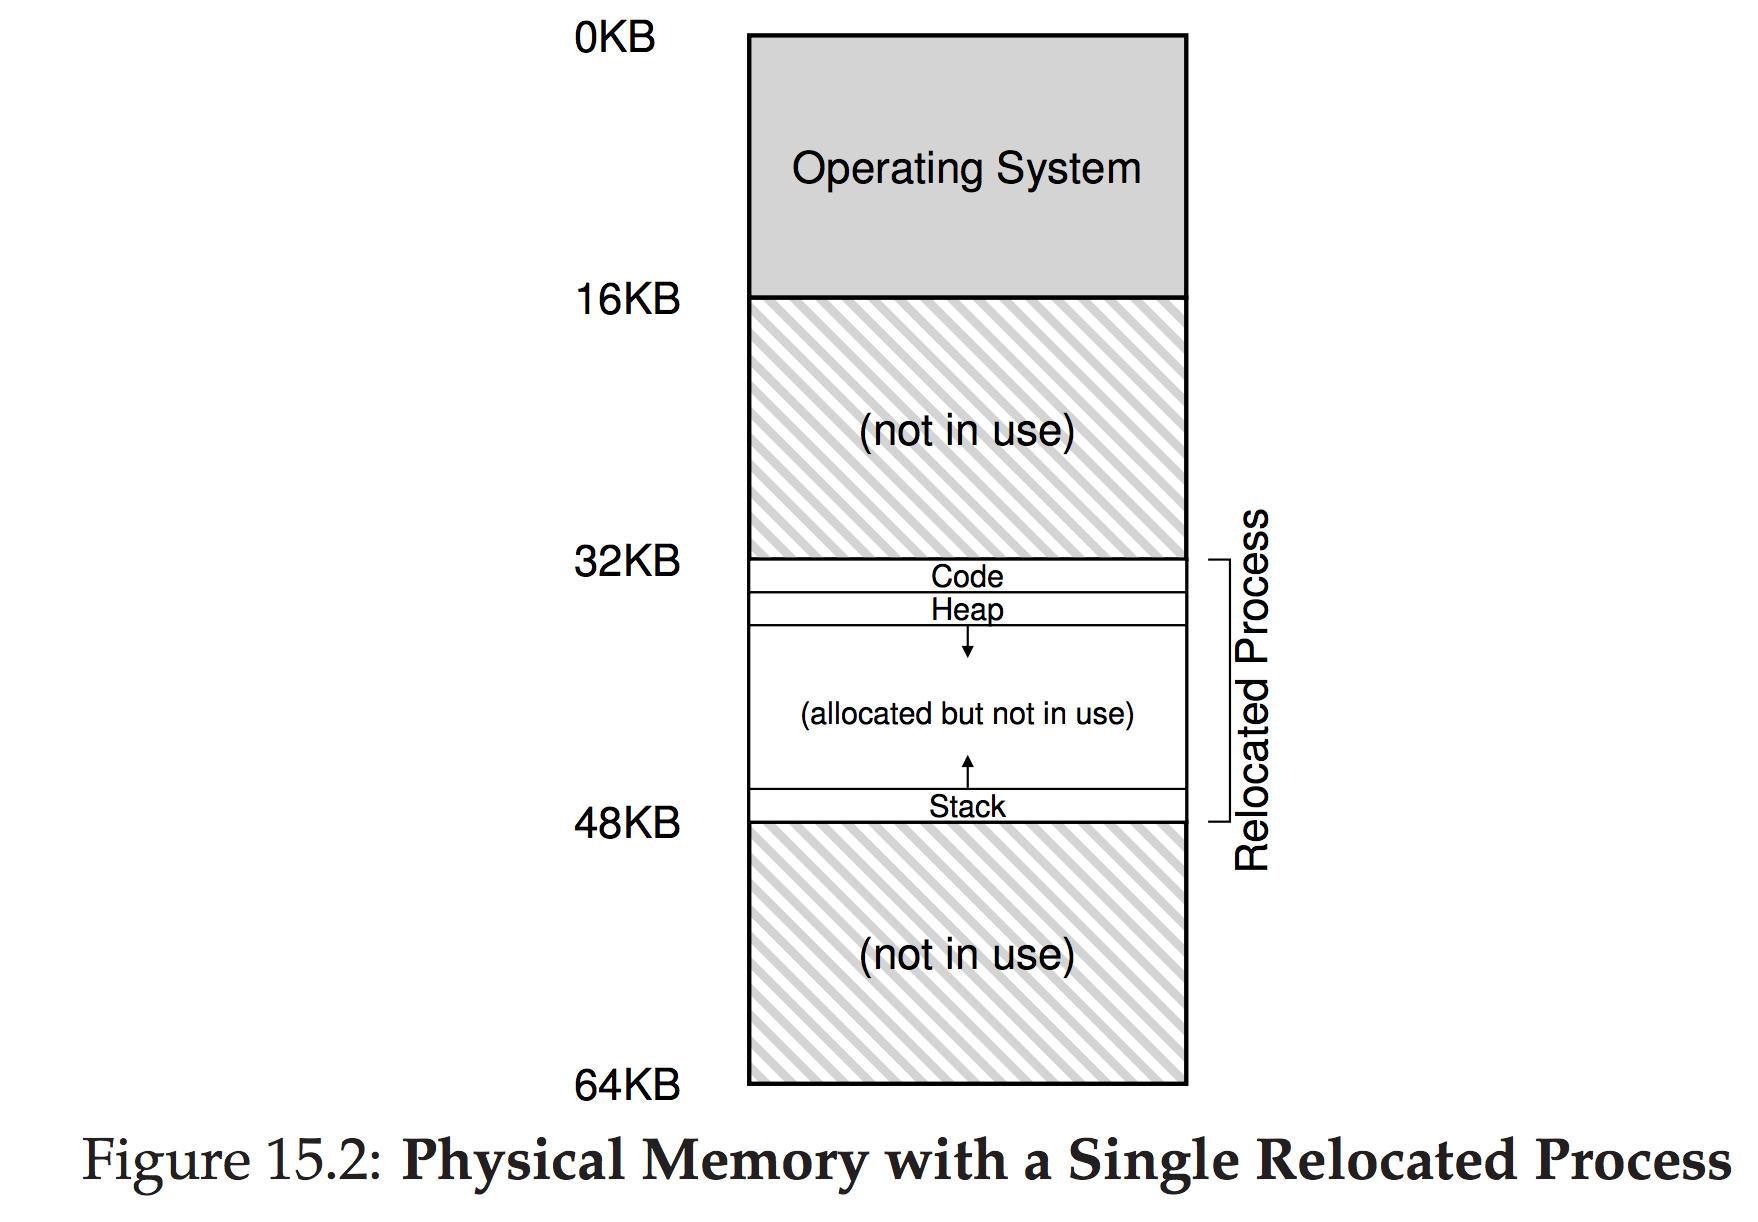 0KB
Operating System
16KB
(not in use)
32KB
Code
Heap
(allocated but not in use)
Stack
Relocated Process
48KB
(not in use)
64KB
Figure 15.2: Physical Memory with a Single Relocated Process